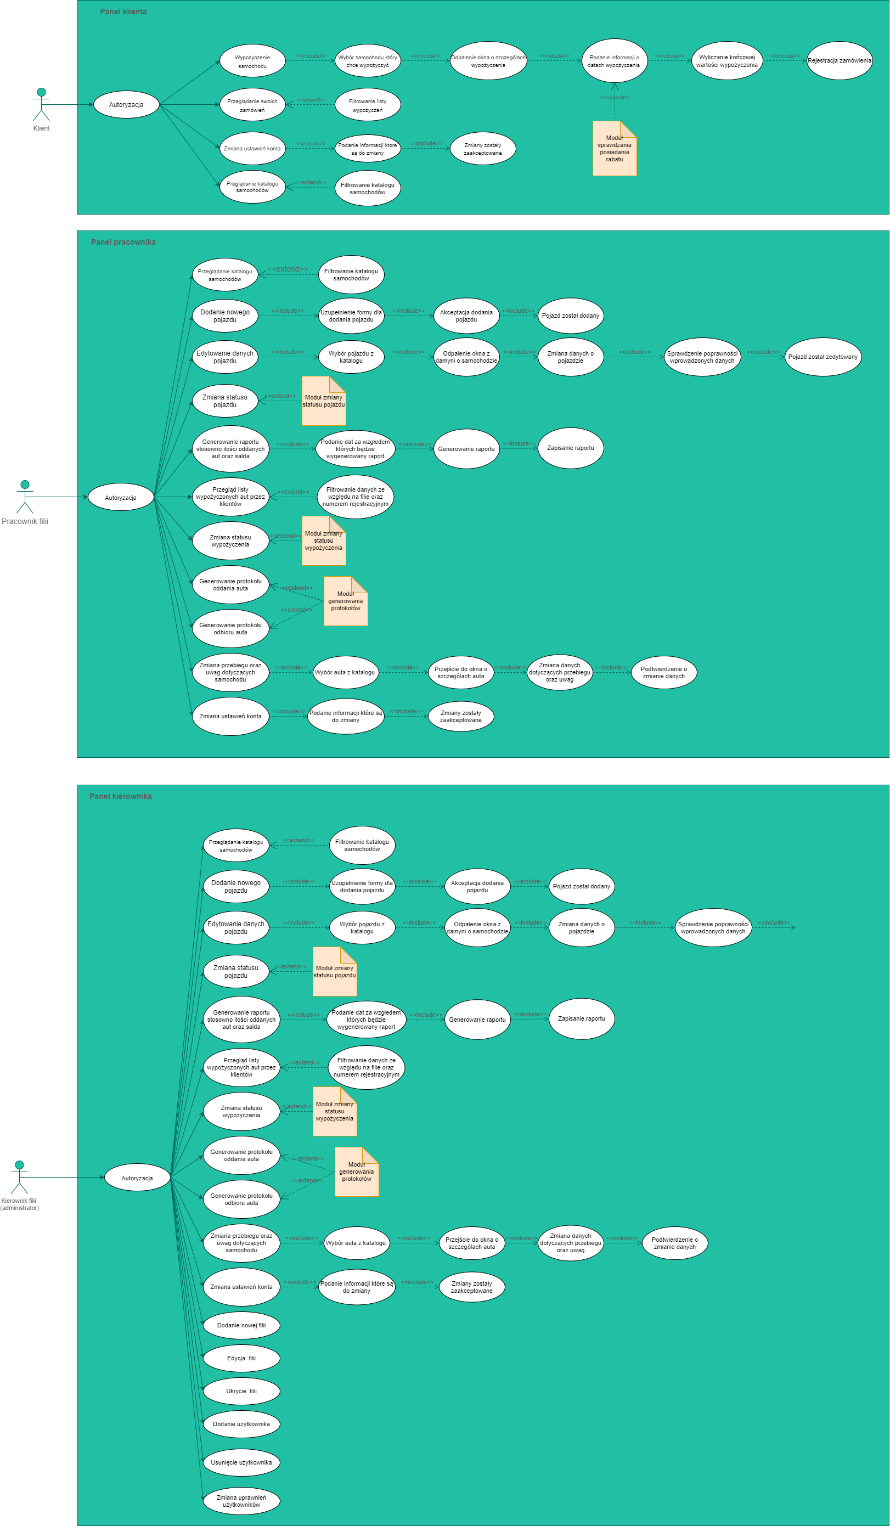 Panel klienta
Wypożyczenie
samochodu
<<include>>
Wybór samochodu który
chce wypożyczyć
<<include>>
Odpalenie okna o szczegółach
wypożyczenia
<<include>>
Podanie informacji o
datach wypożyczenia
<<include>>
Wyliczanie końcowej
wartości wypożyczenia
<<include>>
Rejestracja zamówienia
Klient
Autoryzacja
Przeglądanie swoich
zamówień
<<extend>>
Filtrowanie listy
wypożyczeń
<<extend>>
Moduł
sprawdzania
posiadania
rabatu
Zmiana ustawień konta
<<include>>
Podanie informacji które
są do zmiany
<<include>>
Zmiany zostały
zaakceptowane
Preglądanie katalogu
samochodów
<<extend>>
Filtrowanie katalogu
samochodów
Panel pracownika
Przeglądanie katalogu
samochodów
<<extend>>
Filtrowanie katalogu
samochodów
Dodanie nowego
pojazdu
<<include>>
Uzupełnienie formy dla
dodania pojazdu
<<include>>
Akceptacja dodania
pojazdu
<<include>>
Pojazd został dodany
Edytowanie danych
pojazdu
<<include>>
Wybór pojazdu z
katalogu
<<include>>
Odpalenie okna z
damyni o samochodzie
<<include>>
Zmiana danych o
pojeździe
<<include>>
Sprawdzenie poprawności
wprowadzonych danych
<<include>>
Pojazd został zedytowany
Zmiana statusu
pojazdu
<<extend>>
Moduł zmiany
statusu pojazdu
Generowanie raportu
stosowno ilości oddanych
aut oraz salda
<<include>>
Podanie dat za względem
których będzie
wygenerowany raport
<<include>>
Generowanie raportu
<<include>>
Zapisanie raportu
Pracownik filii
Autoryzacja
Przegląd listy
wypożyczonych aut przez
klientów
<<extend>>
Filtrowanie danych ze
względu na filie oraz
numerem rejestracyjnym
Zmiana statusu
wypożyczenia
<<extend>>
Moduł zmiany
statusu
wypożyczenia
Generowanie protokołu
oddania auta
<<extend>>
Moduł
generowania
protokołów
<<extend>>
Generowanie protokołu
odbioru auta
Zmiana przebiegu oraz
uwag dotyczących
samochodu
<<include>>
Wybór auta z katalogu
<<include>>
Przejście do okna o
szczegółach auta
<<include>>
Zmiana danych
dotyczących przebiegu
oraz uwag
<<include>>
Podtwierdzenie o
zmianie danych
Zmiana ustawień konta
<<include>>
Podanie informacji które są
do zmiany
<<include>>
Zmiany zostały
zaakceptowane
Panel kierownika
Przeglądanie katalogu
samochodów
<<extend>>
Filtrowanie katalogu
samochodów
Dodanie nowego
pojazdu
<<include>>
Uzupełnienie formy dla
dodania pojazdu
<<include>>
Akceptacja dodania
pojazdu
<<include>>
Pojazd został dodany
Edytowanie danych
pojazdu
<<include>>
Wybór pojazdu z
katalogu
<<include>>
Odpalenie okna z
damyni o samochodzie
<<include>>
Zmiana danych o
pojeździe
<<include>>
Sprawdzenie poprawności
wprowadzonych danych
<<include>>
Zmiana statusu
pojazdu
<<extend>>
Moduł zmiany
statusu pojazdu
Generowanie raportu
stosowno ilości oddanych
aut oraz salda
<<include>>
Podanie dat za względem
których będzie
wygenerowany raport
<<include>>
Generowanie raportu
<<include>>
Zapisanie raportu
Przegląd listy
wypożyczonych aut przez
klientów
<<extend>>
Filtrowanie danych ze
względu na filie oraz
numerem rejestracyjnym
Zmiana statusu
wypożyczenia
<<extend>>
Moduł zmiany
statusu
wypożyczenia
Generowanie protokołu
oddania auta
<<extend>>
Moduł
generowania
protokołów
<<extend>>
Kierownik filii
(administrator)
Autoryzacja
Generowanie protokołu
odbioru auta
Zmiana przebiegu oraz
uwag dotyczących
samochodu
<<include>>
Wybór auta z katalogu
<<include>>
Przejście do okna o
szczegółach auta
<<include>>
Zmiana danych
dotyczących przebiegu
oraz uwag
<<include>>
Podtwierdzenie o
zmianie danych
Zmiana ustawień konta
<<include>>
Podanie informacji które są
do zmiany
<<include>>
Zmiany zostały
zaakceptowane
Dodanie nowej filii
Edycja filii
Ukrycie filii
Dodanie użytkownika
Usunięcie użytkownika
Zmiana uprawnień
użytkowników